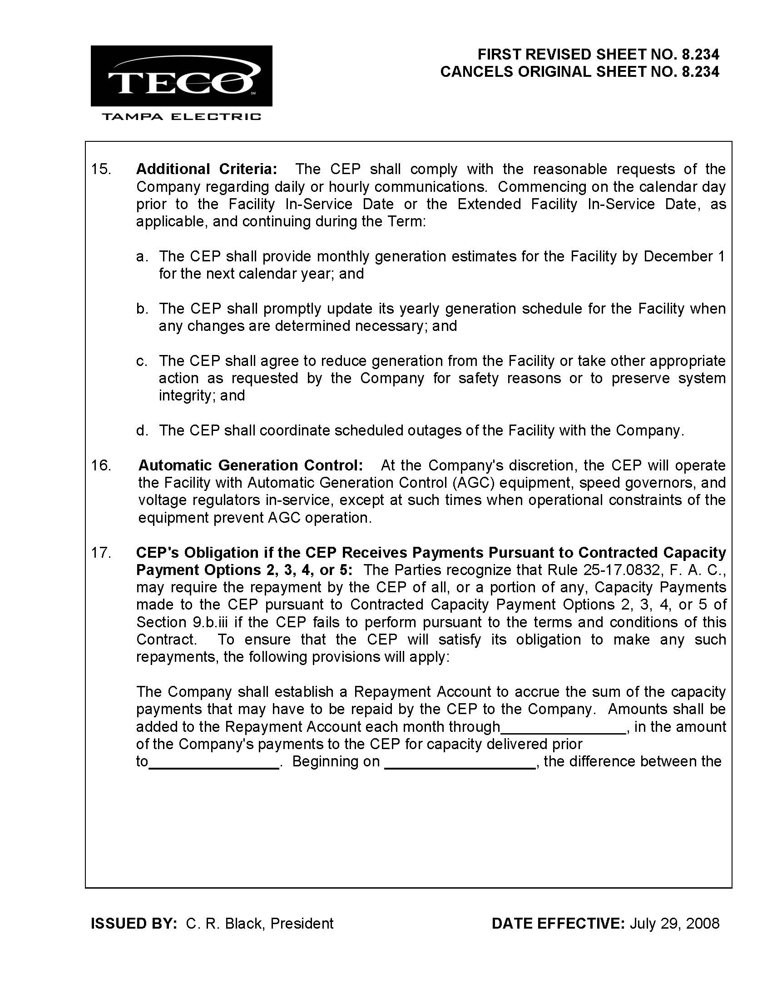 FIRST REVISED SHEET NO. 8.234
CANCELS ORIGINAL SHEET NO. 8.234
TECO
SM
TAMPA ELECTRIC
15. Additional Criteria: The CEP shall comply with the reasonable requests of the
Company regarding daily or hourly communications. Commencing on the calendar day
prior to the Facility In-Service Date or the Extended Facility In-Service Date, as
applicable, and continuing during the Term:
a. The CEP shall provide monthly generation estimates for the Facility by December 1
for the next calendar year; and
b. The CEP shall promptly update its yearly generation schedule for the Facility when
any changes are determined necessary; and
c. The CEP shall agree to reduce generation from the Facility or take other appropriate
action as requested by the Company for safety reasons or to preserve system
integrity; and
d. The CEP shall coordinate scheduled outages of the Facility with the Company.
16. Automatic Generation Control: At the Company's discretion, the CEP will operate
the Facility with Automatic Generation Control (AGC) equipment, speed governors, and
voltage regulators in-service, except at such times when operational constraints of the
equipment prevent AGC operation.
17. CEP's Obligation if the CEP Receives Payments Pursuant to Contracted Capacity
Payment Options 2, 3, 4, or 5: The Parties recognize that Rule 25-17.0832, F. A. C.,
may require the repayment by the CEP of all, or a portion of any, Capacity Payments
made to the CEP pursuant to Contracted Capacity Payment Options 2, 3, 4, or 5 of
Section 9.b.iii if the CEP fails to perform pursuant to the terms and conditions of this
Contract. To ensure that the CEP will satisfy its obligation to make any such
repayments, the following provisions will apply:
The Company shall establish a Repayment Account to accrue the sum of the capacity
payments that may have to be repaid by the CEP to the Company. Amounts shall be
added to the Repayment Account each month through_______________, in the amount
of the Company's payments to the CEP for capacity delivered prior
to________________. Beginning on __________________, the difference between the
ISSUED BY: C. R. Black, President
DATE EFFECTIVE: July 29, 2008